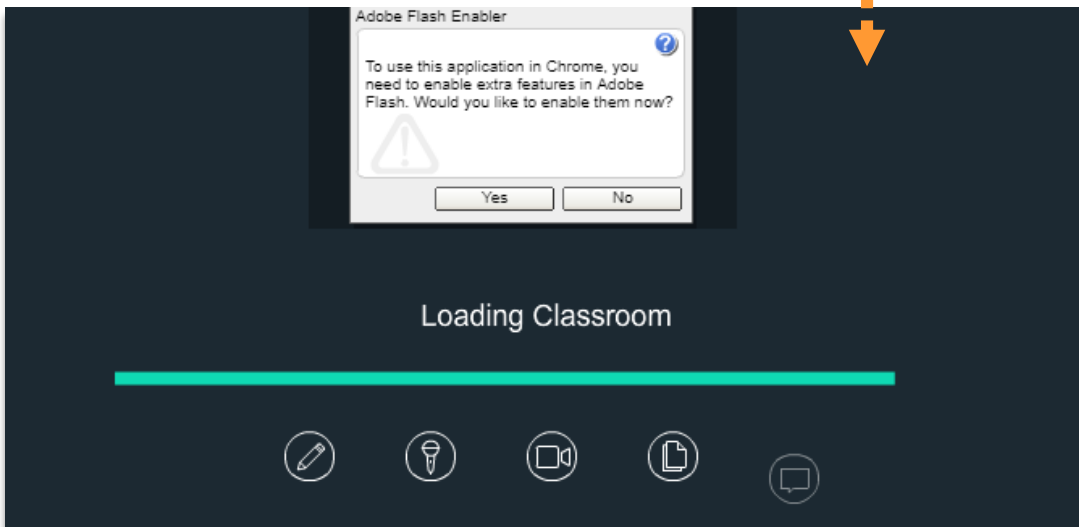 Adobe Flash Enabler
?
To use this application in Chrome, you
need to enable extra features in Adobe
Flash. Would you like to enable them now?
Yes No
Loading Classroom